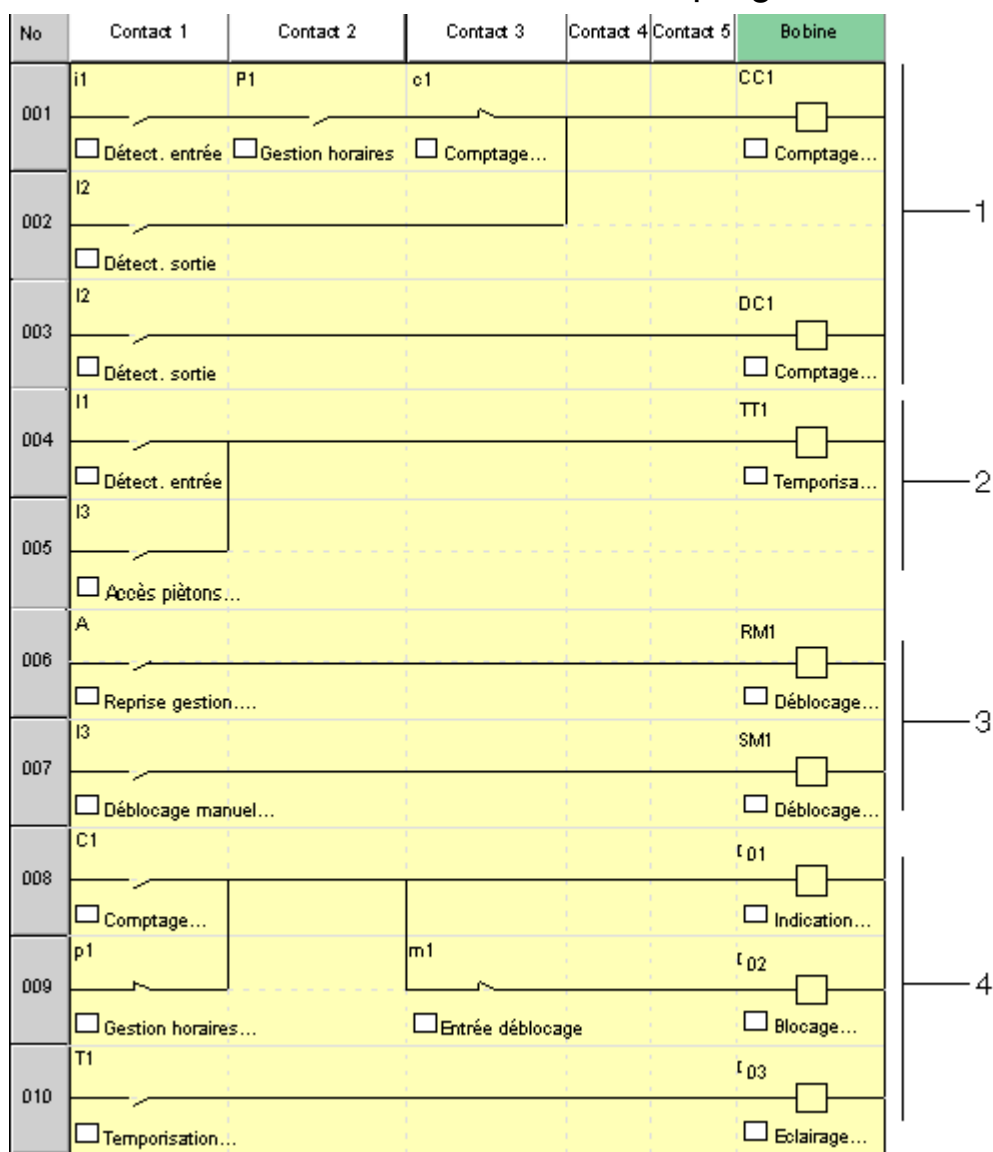 No Contact 1 Contact 2 Contact 3 Contact 4 Contact 5 Bobine
i1 P1 c1 CC1
001
Détect. entrée Gestion horaires Comptage... Comptage...
I2
002
Détect. sortie
I2 DC1
003
Détect. sortie Comptage...
1
I1 TT1
004
Détect. entrée Temporisa...
I3
005
Accès piètons...
2
A RM1
006
Reprise gestion.... Déblocage...
I3 SM1
007
Déblocage manuel... Déblocage...
3
C1 [ 01
008
Comptage... Indication...
p1 m1 [ 02
009
Gestion horaires... Entrée déblocage Blocage...
T1 [ 03
010
Temporisation... Eclairage...
4